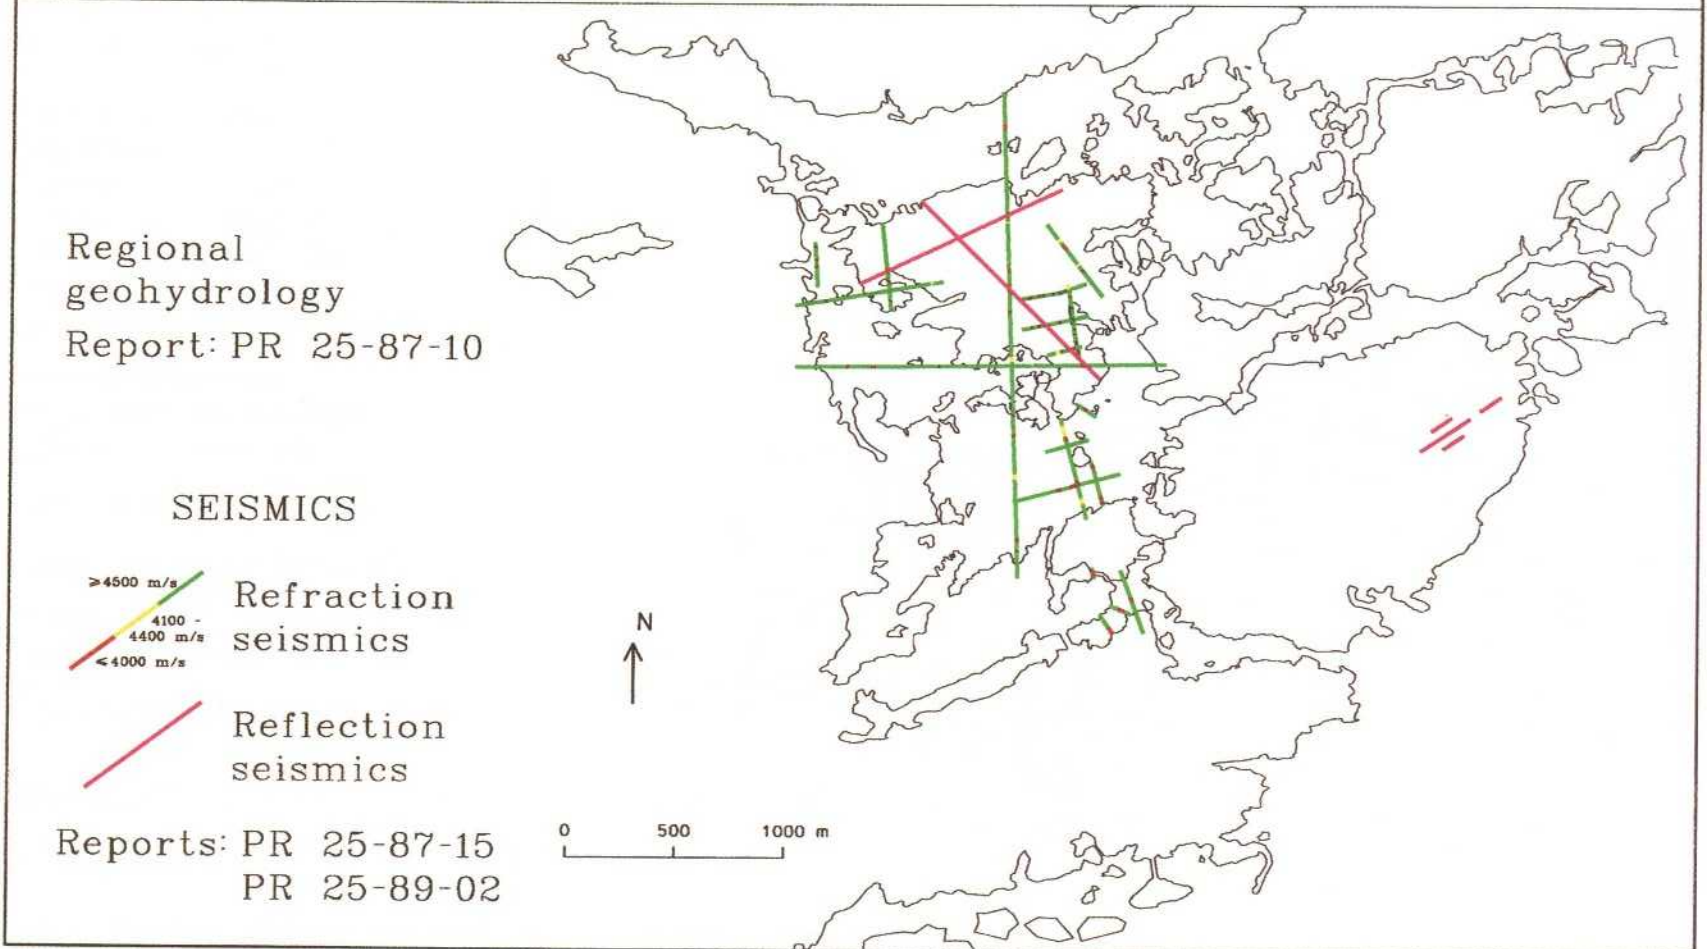 Regional
geohydrology
Report: PR 25-87-10
SEISMICS
≥4500 m/s
4100 -
4400 m/s
≤4000 m/s
Refraction
seismics
N
Reflection
seismics
0 500 1000 m
Reports: PR 25-87-15
PR 25-89-02